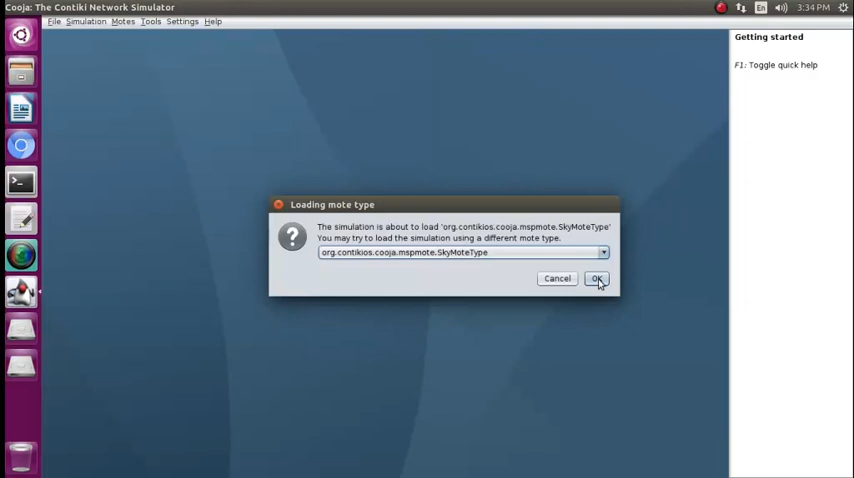 Cooja: The Contiki Network Simulator
En
3:34 PM
File Simulation Motes Tools Settings Help
Getting started
F1: Toggle quick help
Loading mote type
The simulation is about to load 'org.contikios.cooja.mspmote.SkyMoteType'
You may try to load the simulation using a different mote type.
org.contikios.cooja.mspmote.SkyMoteType
Cancel
OK